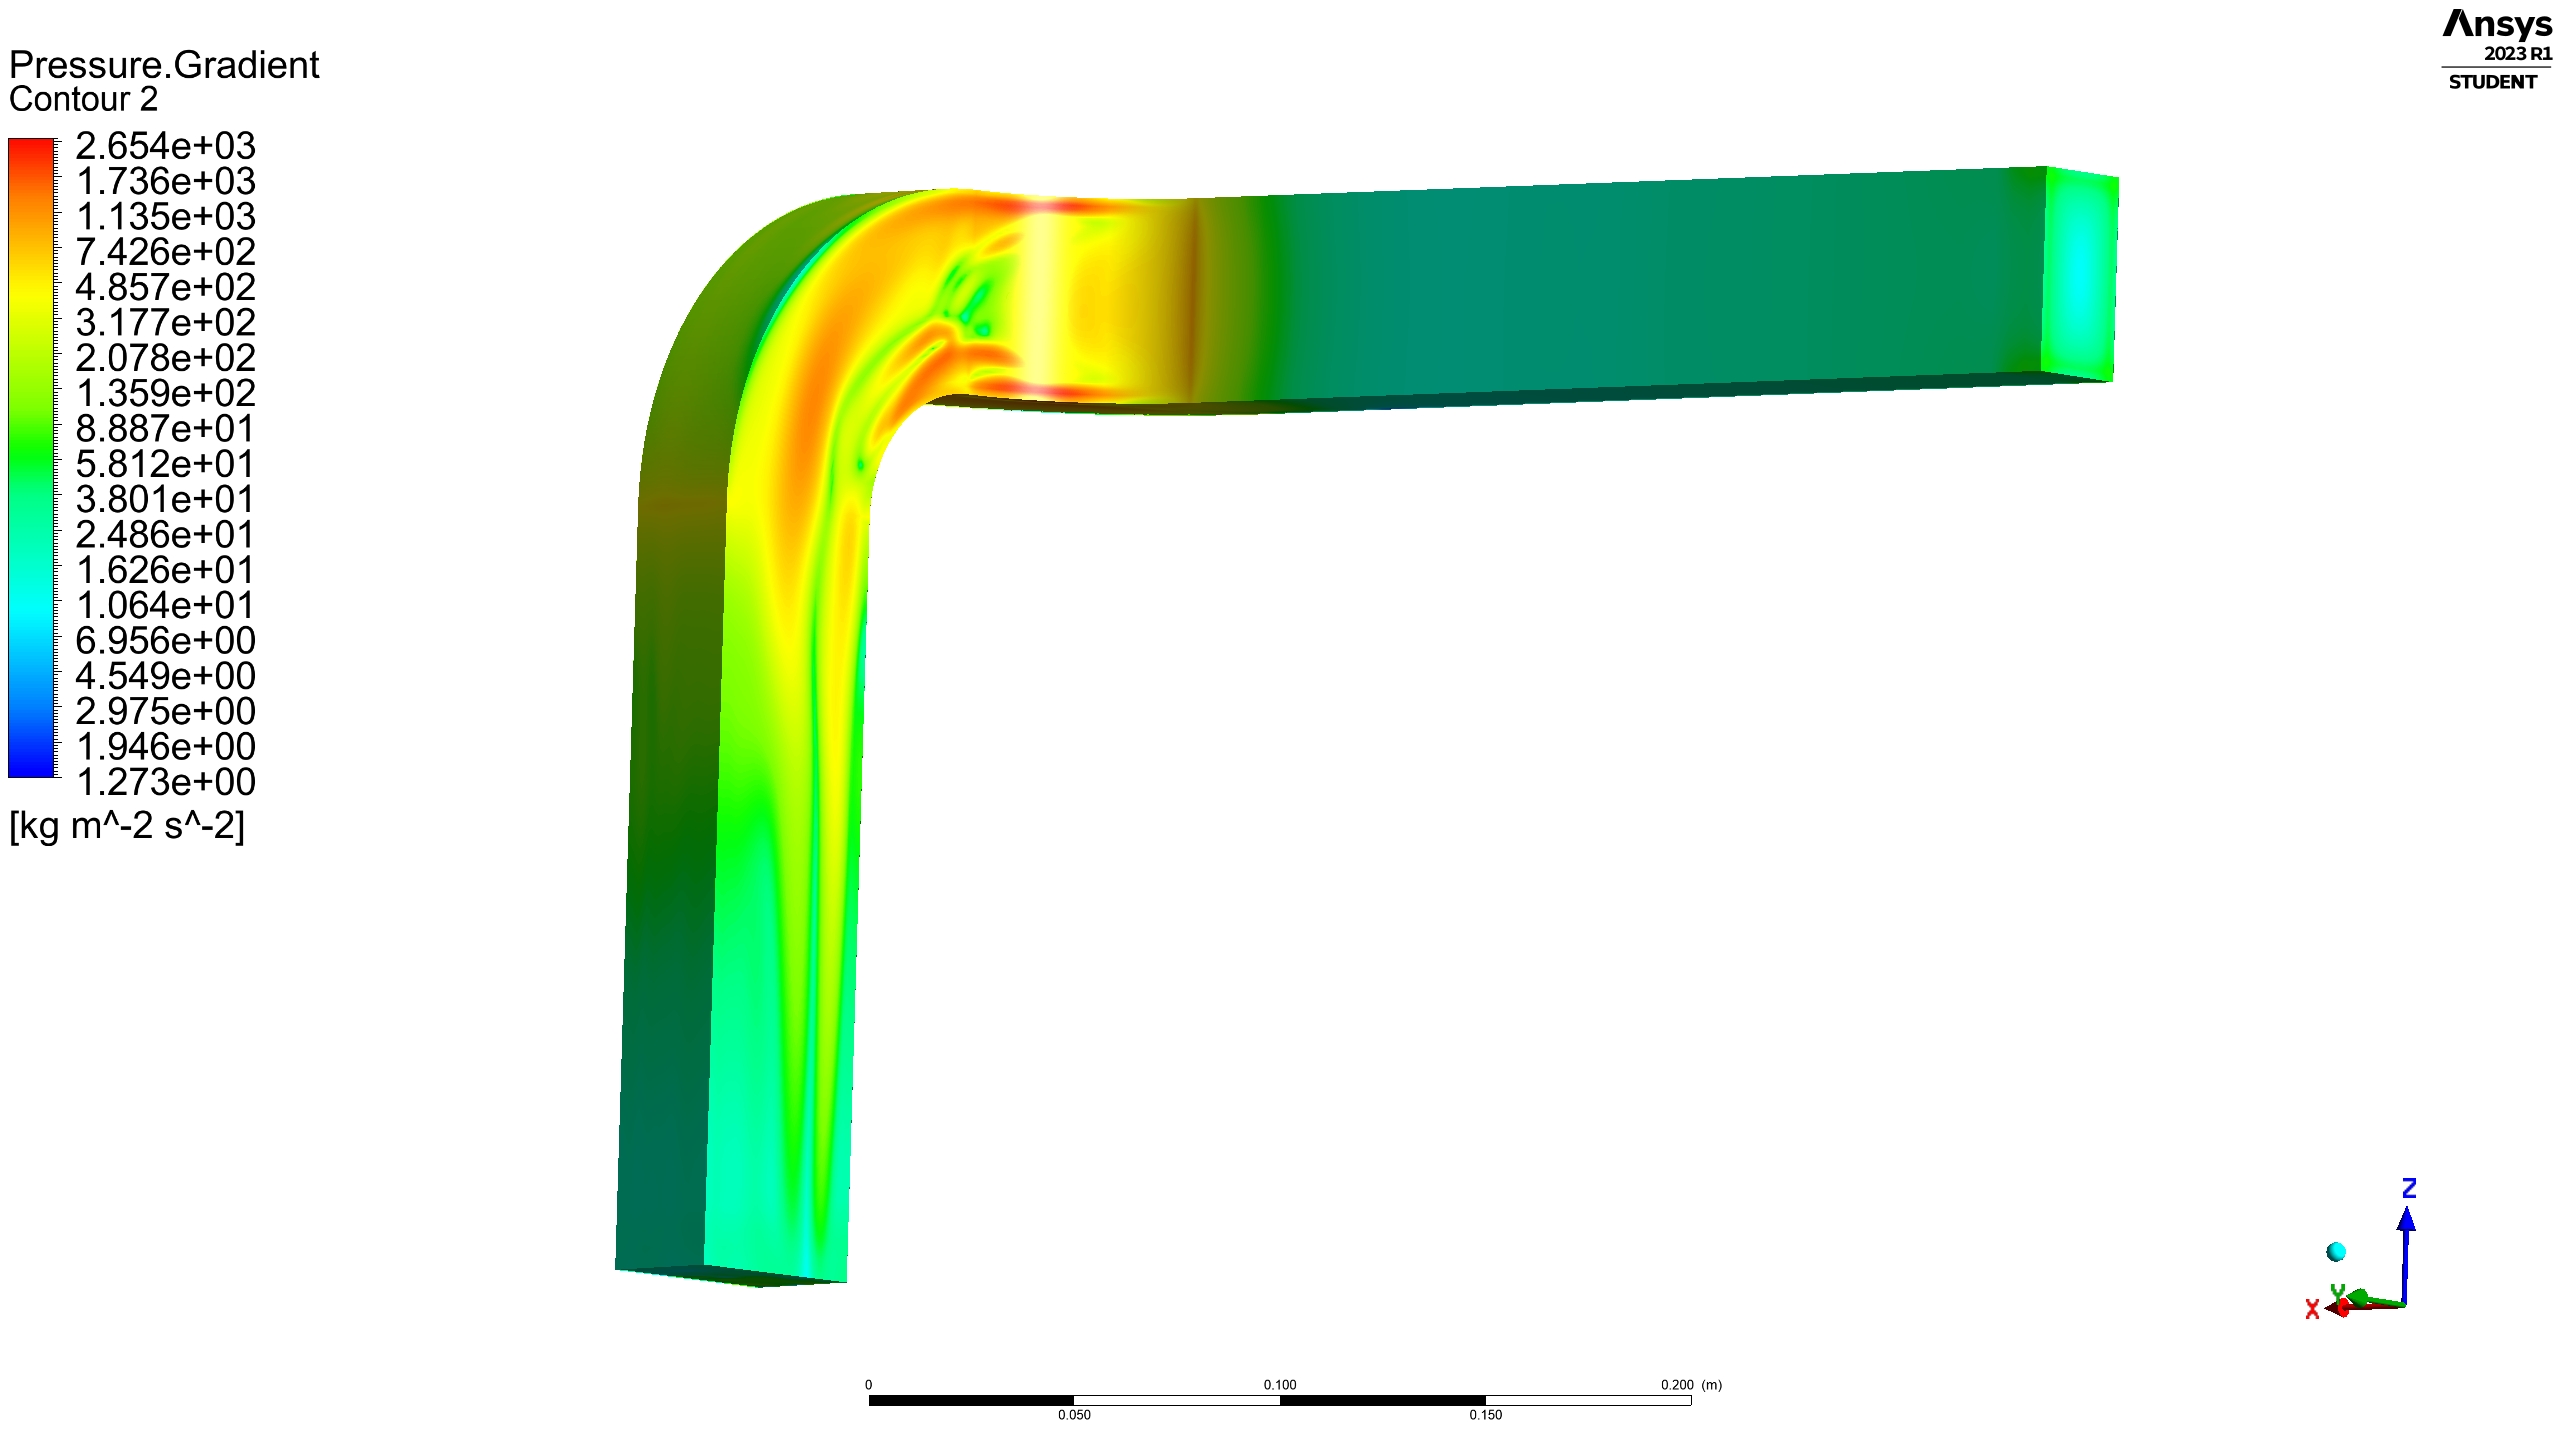 Ansys
2023 R1
STUDENT
Pressure.Gradient
Contour 2
2.654e+03
1.736e+03
1.135e+03
7.426e+02
4.857e+02
3.177e+02
2.078e+02
1.359e+02
8.887e+01
5.812e+01
3.801e+01
2.486e+01
1.626e+01
1.064e+01
6.956e+00
4.549e+00
2.975e+00
1.946e+00
1.273e+00
[kg m^-2 s^-2]
Z
Y
X
0 0.100 0.200 (m)
0.050 0.150